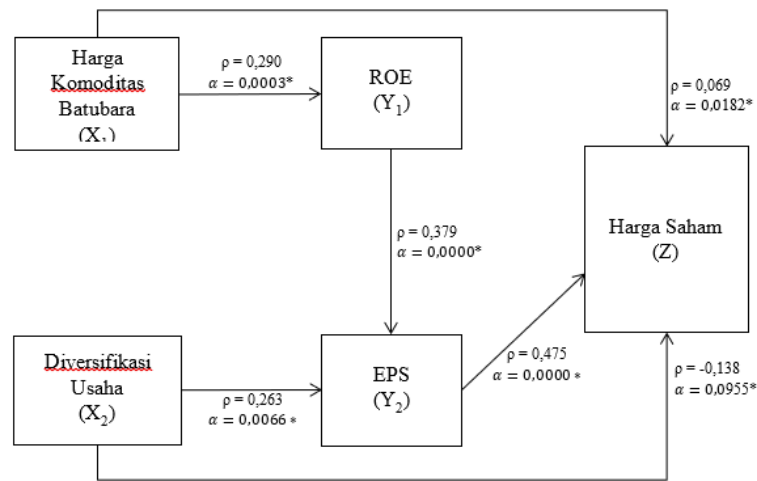 Harga
Komoditas
Batubara
(X₁)
ρ = 0,290
α = 0,0003*
ROE
(Y₁)
ρ = 0,069
α = 0,0182*
ρ = 0,379
α = 0,0000*
Harga Saham
(Z)
Diversifikasi
Usaha
(X₂)
ρ = 0,263
α = 0,0066 *
EPS
(Y₂)
ρ = 0,475
α = 0,0000 *
ρ = -0,138
α = 0,0955*